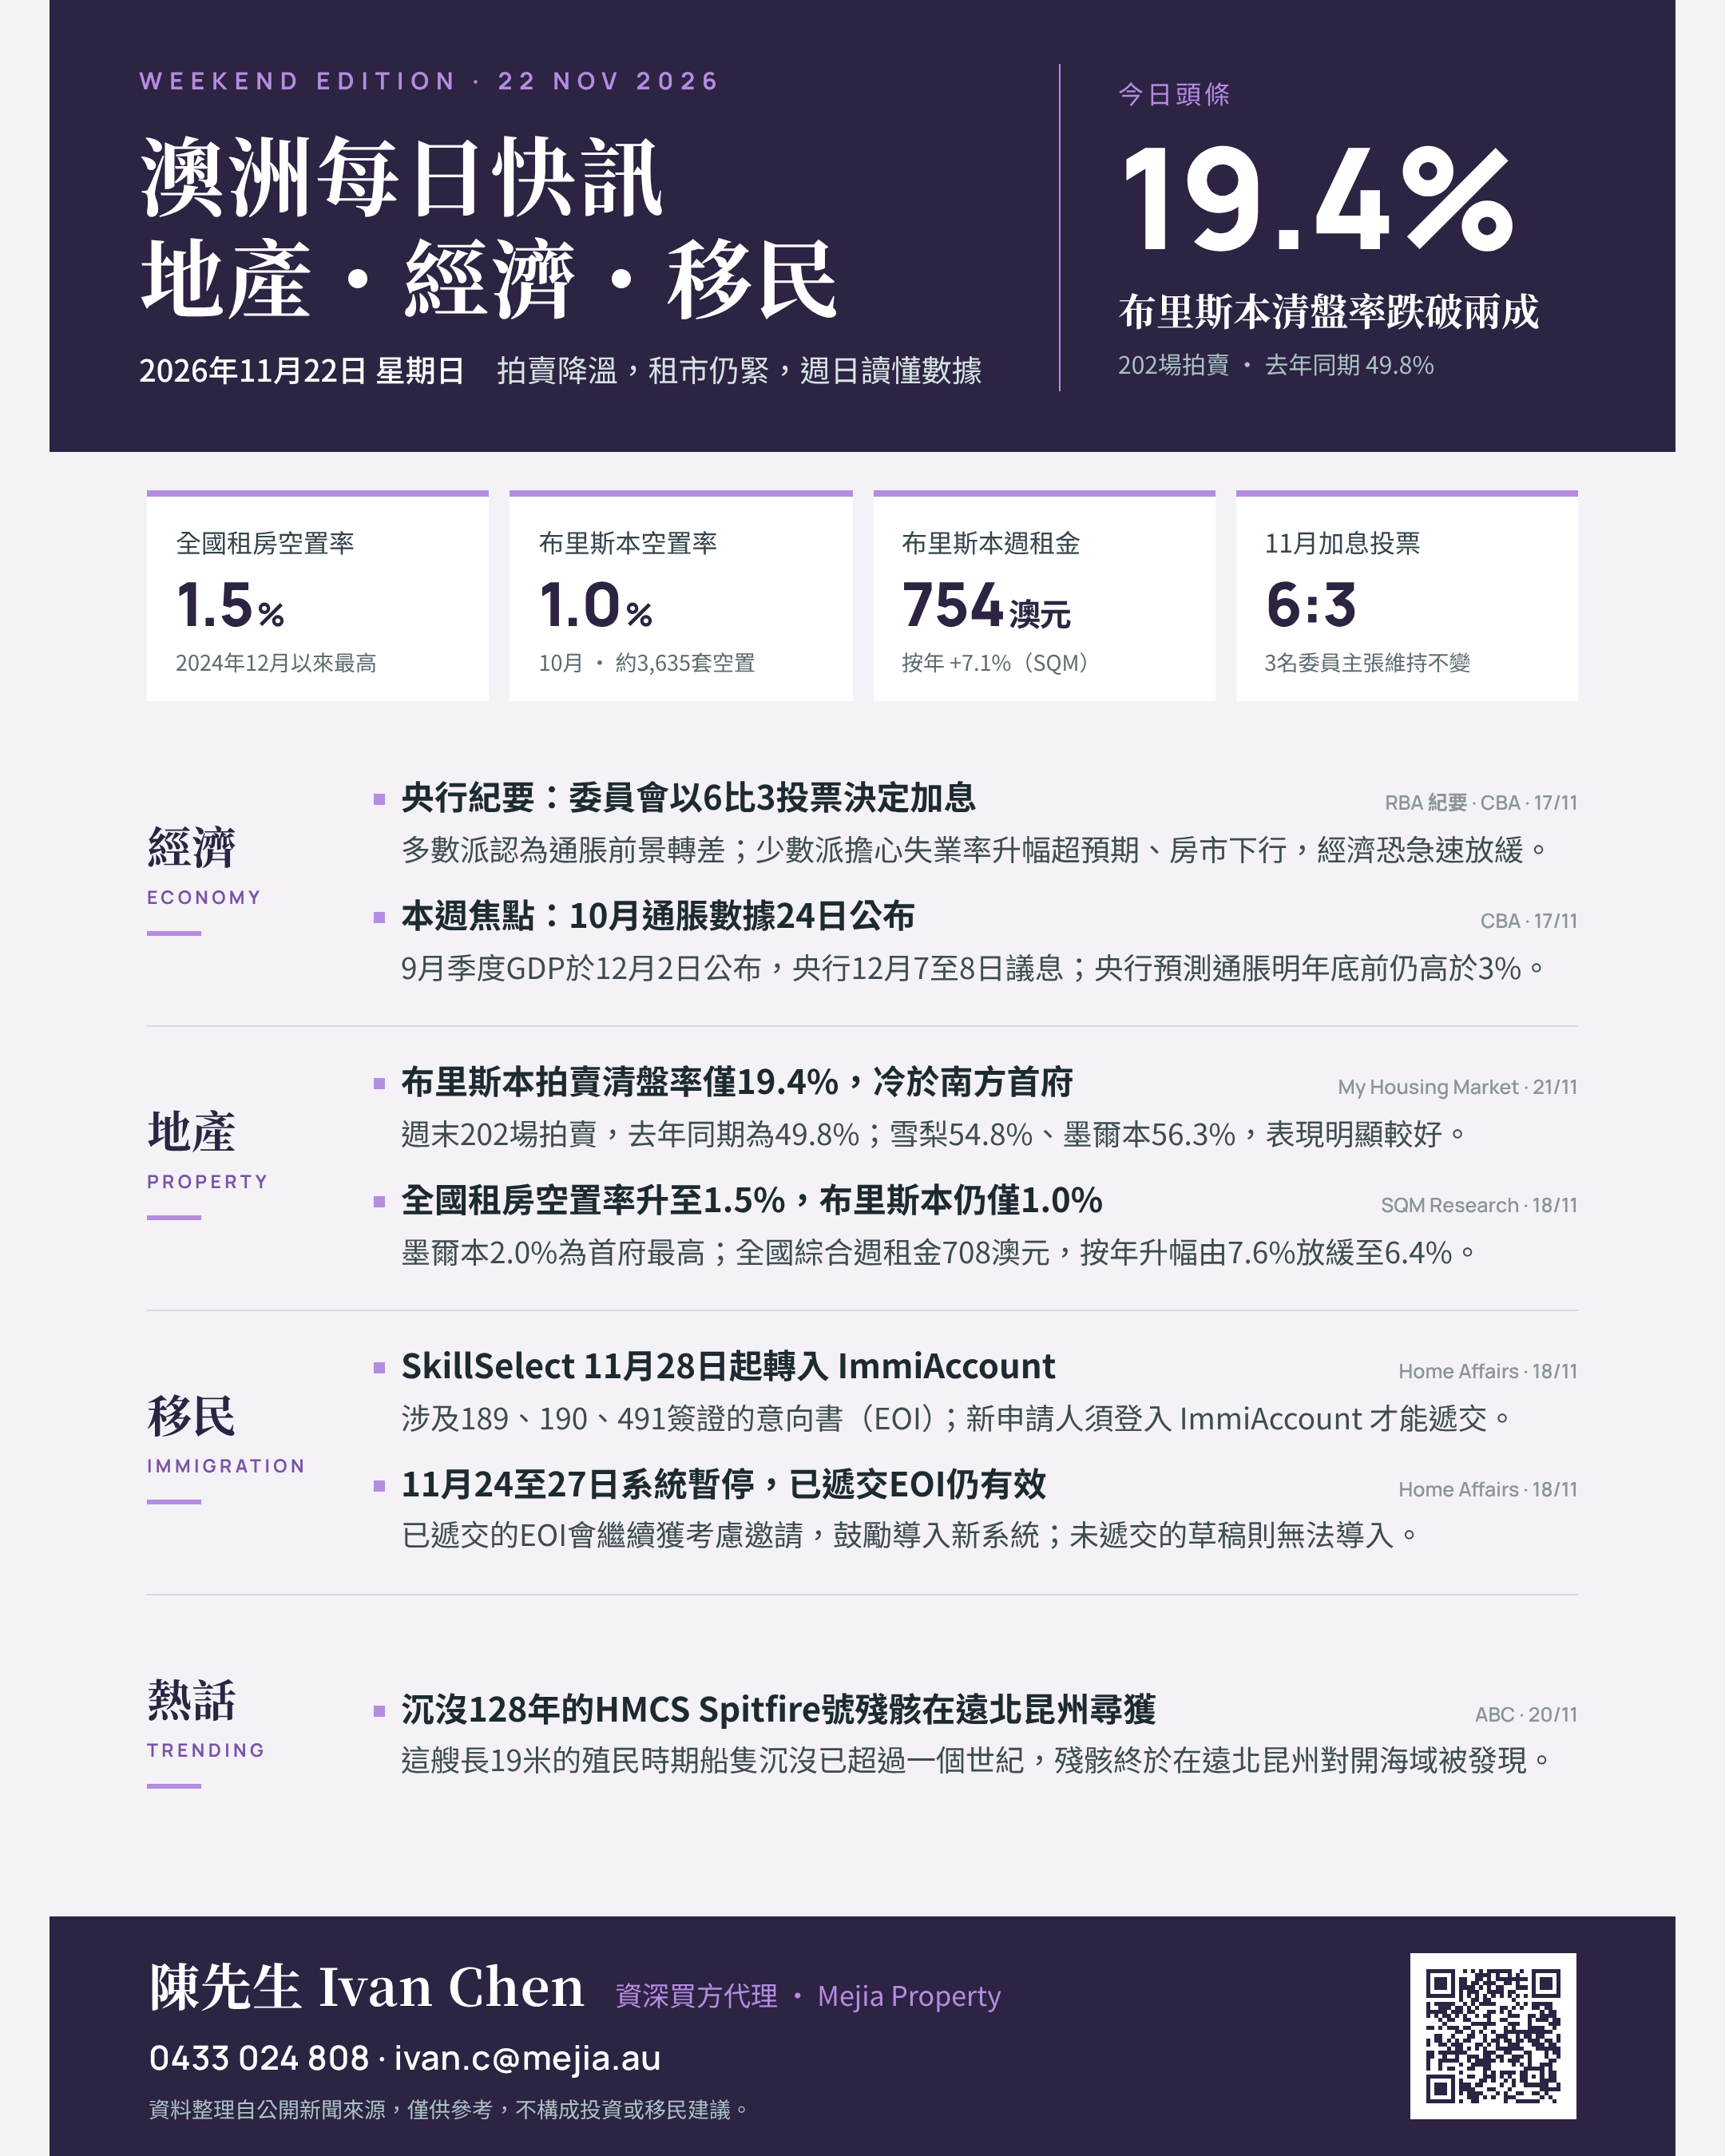 WEEKEND EDITION · 22 NOV 2026
澳洲每日快訊
地產・經濟・移民
2026年11月22日 星期日 拍賣降溫，租市仍緊，週日讀懂數據
今日頭條
19.4%
布里斯本清盤率跌破兩成
202場拍賣 ・ 去年同期 49.8%
全國租房空置率
1.5%
2024年12月以來最高
布里斯本空置率
1.0%
10月 ・ 約3,635套空置
布里斯本週租金
754澳元
按年 +7.1%（SQM）
11月加息投票
6:3
3名委員主張維持不變
經濟
ECONOMY
央行紀要：委員會以6比3投票決定加息
RBA 紀要 · CBA · 17/11
多數派認為通脹前景轉差；少數派擔心失業率升幅超預期、房市下行，經濟恐急速放緩。
本週焦點：10月通脹數據24日公布
CBA · 17/11
9月季度GDP於12月2日公布，央行12月7至8日議息；央行預測通脹明年底前仍高於3%。
地產
PROPERTY
布里斯本拍賣清盤率僅19.4%，冷於南方首府
My Housing Market · 21/11
週末202場拍賣，去年同期為49.8%；雪梨54.8%、墨爾本56.3%，表現明顯較好。
全國租房空置率升至1.5%，布里斯本仍僅1.0%
SQM Research · 18/11
墨爾本2.0%為首府最高；全國綜合週租金708澳元，按年升幅由7.6%放緩至6.4%。
移民
IMMIGRATION
SkillSelect 11月28日起轉入 ImmiAccount
Home Affairs · 18/11
涉及189、190、491簽證的意向書（EOI）；新申請人須登入 ImmiAccount 才能遞交。
11月24至27日系統暫停，已遞交EOI仍有效
Home Affairs · 18/11
已遞交的EOI會繼續獲考慮邀請，鼓勵導入新系統；未遞交的草稿則無法導入。
熱話
TRENDING
沉沒128年的HMCS Spitfire號殘骸在遠北昆州尋獲
ABC · 20/11
這艘長19米的殖民時期船隻沉沒已超過一個世紀，殘骸終於在遠北昆州對開海域被發現。
陳先生 Ivan Chen 資深買方代理 ・ Mejia Property
0433 024 808 · ivan.c@mejia.au
資料整理自公開新聞來源，僅供參考，不構成投資或移民建議。